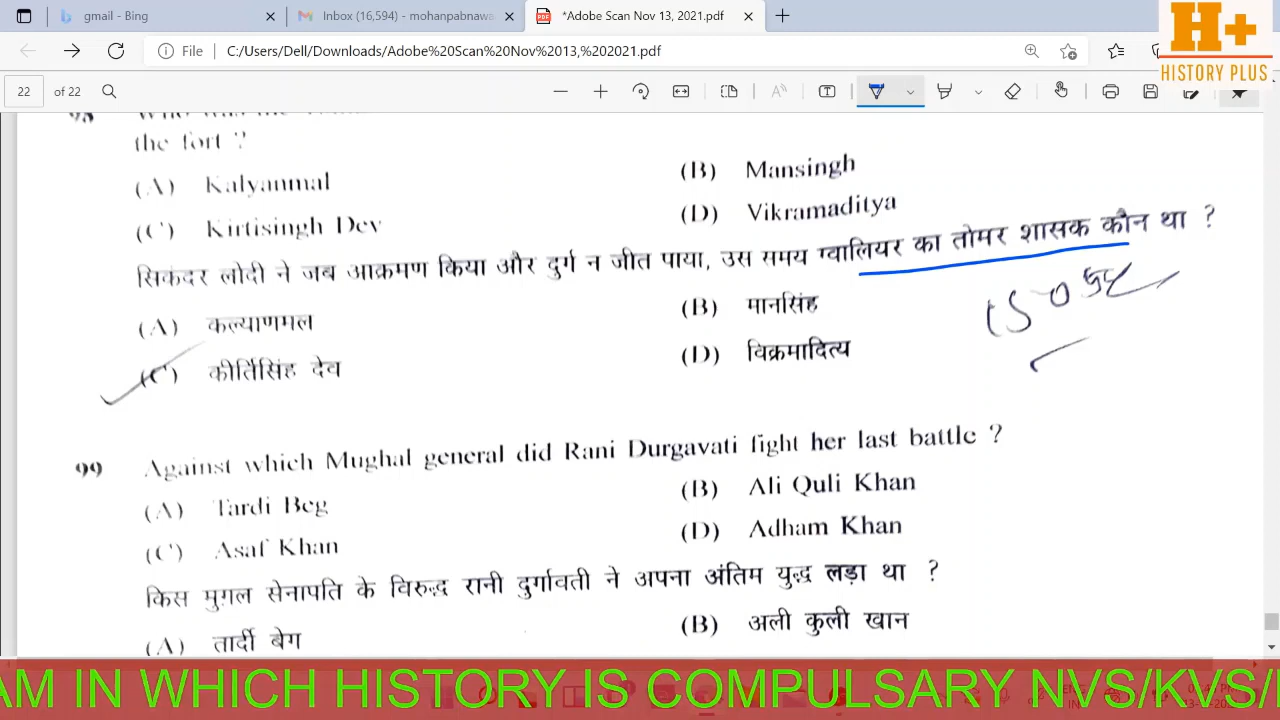 gmail - Bing
Inbox (16,594) - mohanpabnawa
*Adobe Scan Nov 13, 2021.pdf
File C:/Users/Dell/Downloads/Adobe%20Scan%20Nov%2013,%202021.pdf
H+
HISTORY PLUS
22 of 22
98
the fort ?
(A) Kalyanmal
(B) Mansingh
(C) Kirtisingh Dev
(D) Vikramaditya
सिकंदर लोदी ने जब आक्रमण किया और दुर्ग न जीत पाया, उस समय ग्वालियर का तोमर शासक कौन था ?
(A) कल्याणमल
(B) मानसिंह
(C) कीर्तिसिंह देव
(D) विक्रमादित्य
99 Against which Mughal general did Rani Durgavati fight her last battle ?
(A) Tardi Beg
(B) Ali Quli Khan
(C) Asaf Khan
(D) Adham Khan
किस मुग़ल सेनापति के विरुद्ध रानी दुर्गावती ने अपना अंतिम युद्ध लड़ा था ?
(A) तार्दी बेग
(B) अली कुली खान
AM IN WHICH HISTORY IS COMPULSARY NVS/KVS/